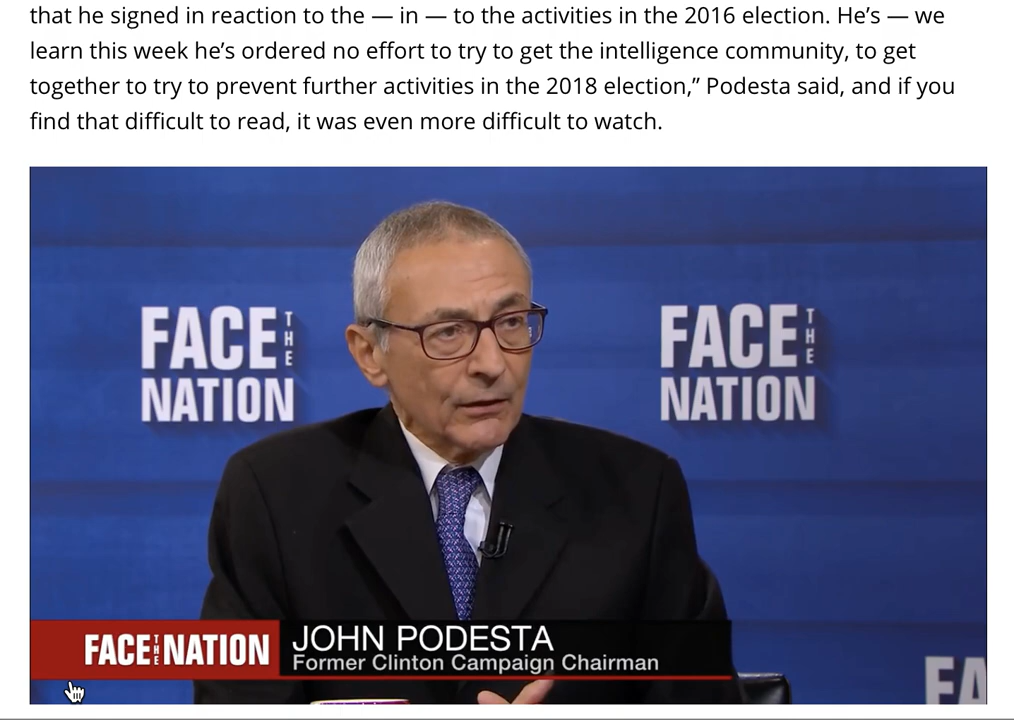 that he signed in reaction to the — in — to the activities in the 2016 election. He’s — we
learn this week he’s ordered no effort to try to get the intelligence community, to get
together to try to prevent further activities in the 2018 election,” Podesta said, and if you
find that difficult to read, it was even more difficult to watch.
FACE THE
NATION
FACE THE
NATION
FACE THE NATION
JOHN PODESTA
Former Clinton Campaign Chairman
FA